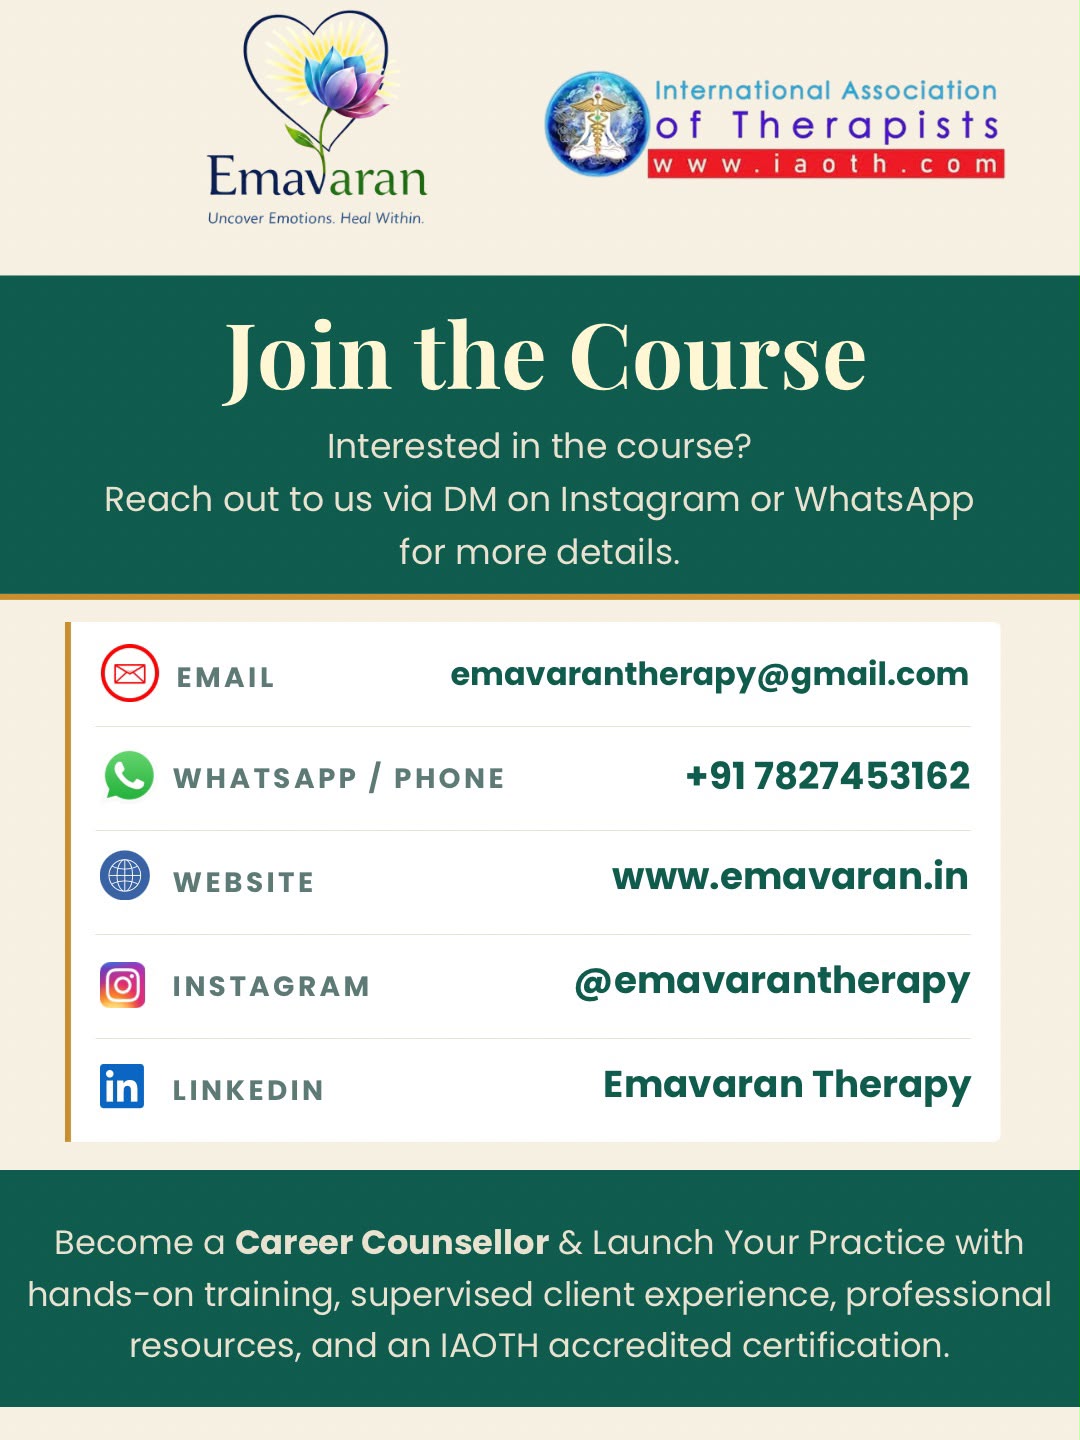 Emavaran
Uncover Emotions. Heal Within.
International Association
of Therapists
www.iaoth.com
Join the Course
Interested in the course?
Reach out to us via DM on Instagram or WhatsApp
for more details.
EMAIL emavarantherapy@gmail.com
WHATSAPP / PHONE +91 7827453162
WEBSITE www.emavaran.in
INSTAGRAM @emavarantherapy
in LINKEDIN Emavaran Therapy
Become a Career Counsellor & Launch Your Practice with
hands-on training, supervised client experience, professional
resources, and an IAOTH accredited certification.